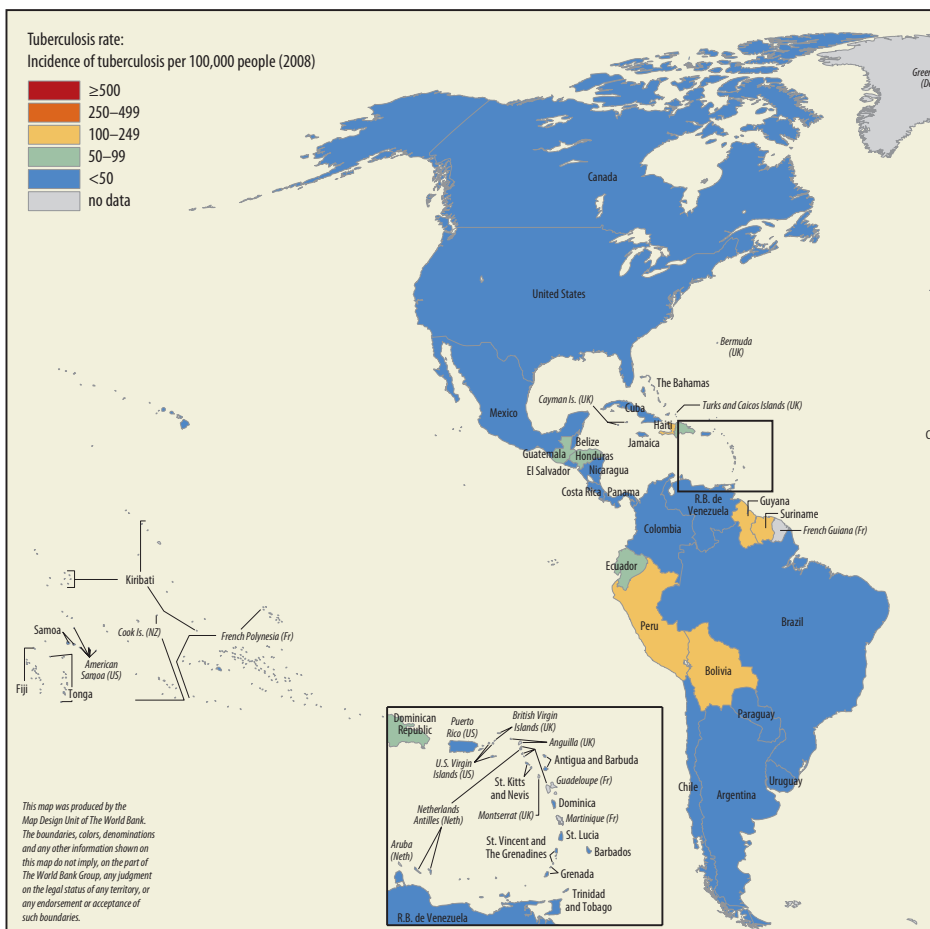 Tuberculosis rate:
Incidence of tuberculosis per 100,000 people (2008)
≥500
250–499
100–249
50–99
<50
no data
Green
(De
Canada
United States
Bermuda
(UK)
The Bahamas
Cayman Is. (UK)
Turks and Caicos Islands (UK)
Cuba
Mexico
Haiti
Belize
Jamaica
Guatemala
Honduras
El Salvador
Nicaragua
Costa Rica
Panama
R.B. de
Venezuela
Guyana
Suriname
French Guiana (Fr)
Colombia
Ecuador
Kiribati
Peru
Brazil
Samoa
Cook Is. (NZ)
French Polynesia (Fr)
American
Samoa (US)
Fiji
Tonga
Bolivia
Paraguay
Chile
Uruguay
Argentina
Dominican
Republic
Puerto
Rico (US)
British Virgin
Islands (UK)
U.S. Virgin
Islands (US)
Anguilla (UK)
Antigua and Barbuda
St. Kitts
and Nevis
Guadeloupe (Fr)
Netherlands
Antilles (Neth)
Montserrat (UK)
Dominica
Martinique (Fr)
Aruba
(Neth)
St. Lucia
St. Vincent and
The Grenadines
Barbados
Grenada
Trinidad
and Tobago
R.B. de Venezuela
This map was produced by the
Map Design Unit of The World Bank.
The boundaries, colors, denominations
and any other information shown on
this map do not imply, on the part of
The World Bank Group, any judgment
on the legal status of any territory, or
any endorsement or acceptance of
such boundaries.